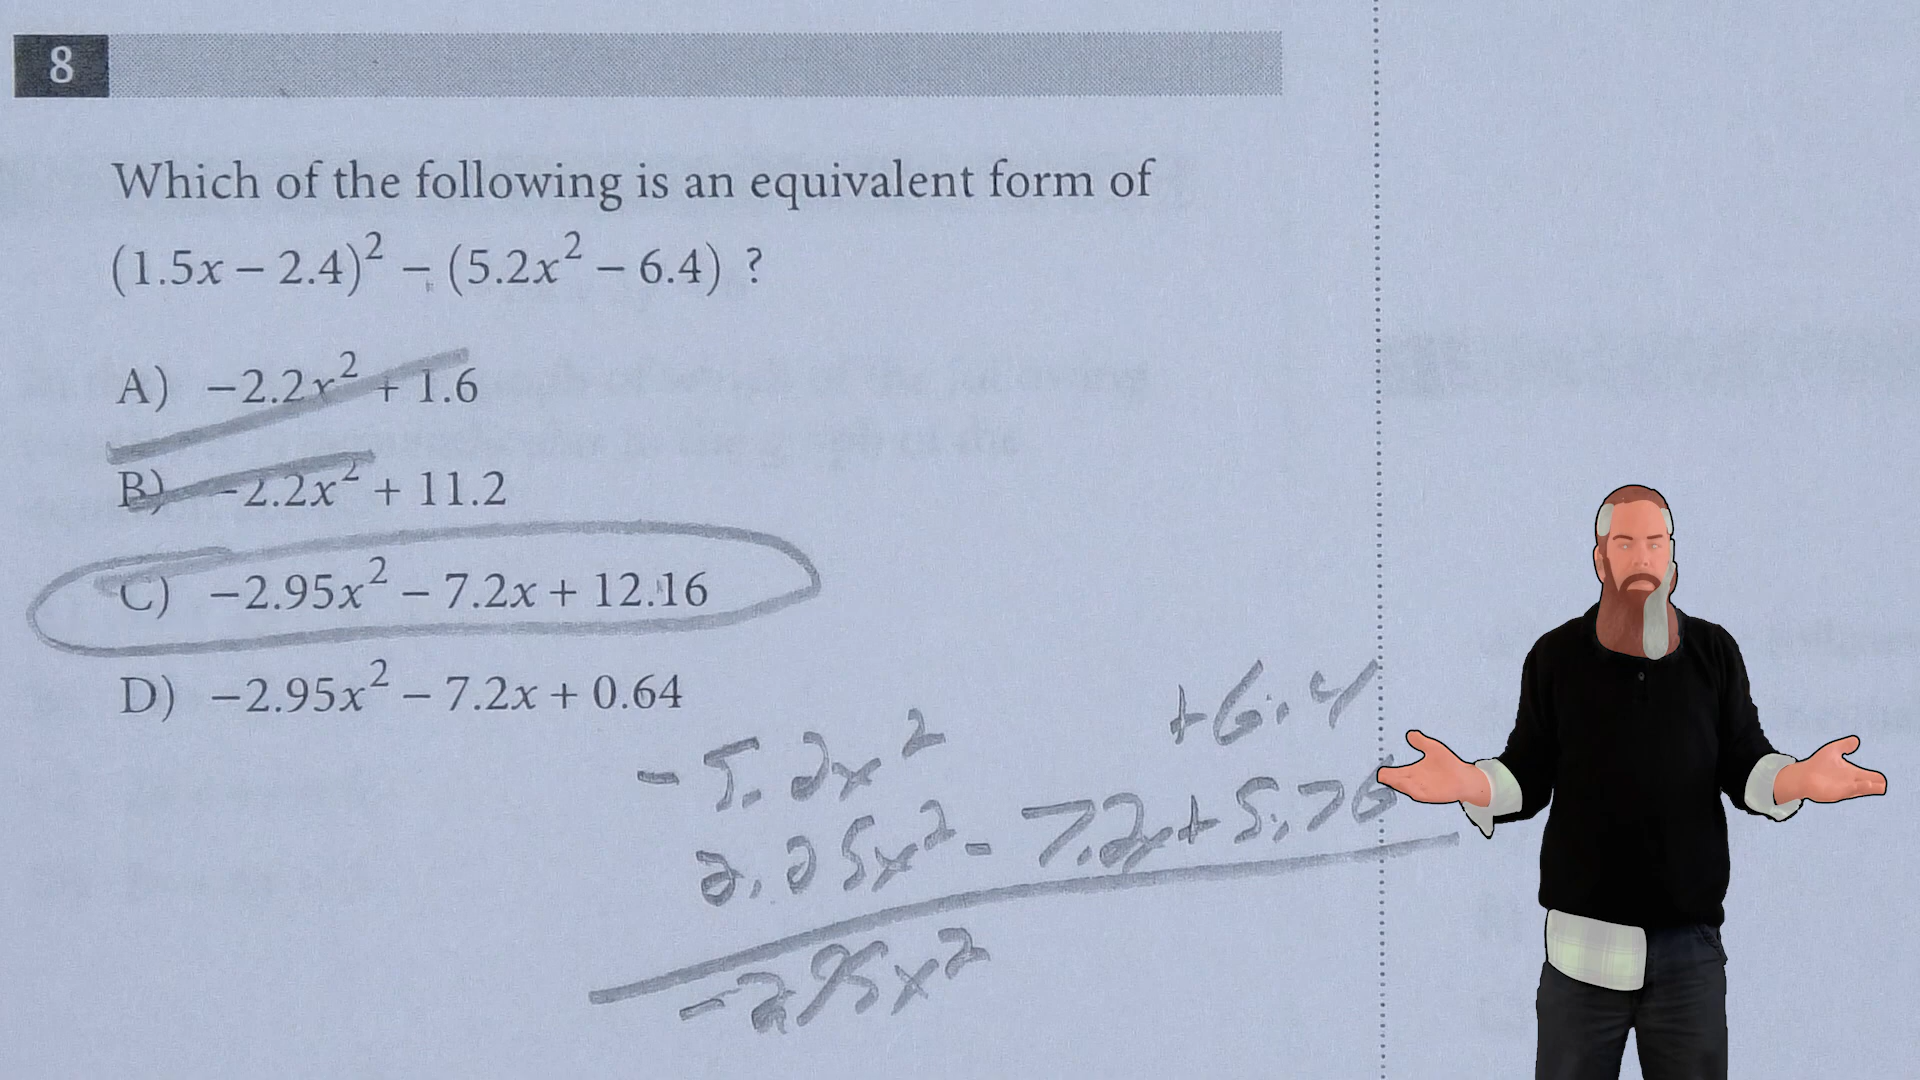 8
Which of the following is an equivalent form of
(1.5x – 2.4)² – (5.2x² – 6.4) ?
A) –2.2x² + 1.6
B) –2.2x² + 11.2
C) –2.95x² – 7.2x + 12.16
D) –2.95x² – 7.2x + 0.64
-5.2x² +6.4
2.25x² - 7.2x + 5.76
-2.95x²